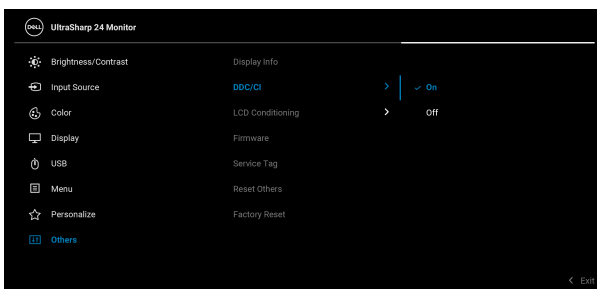 DELL UltraSharp 24 Monitor
Brightness/Contrast Display Info
Input Source DDC/CI > ✓ On
Color LCD Conditioning > Off
Display Firmware
USB Service Tag
Menu Reset Others
Personalize Factory Reset
Others
< Exit